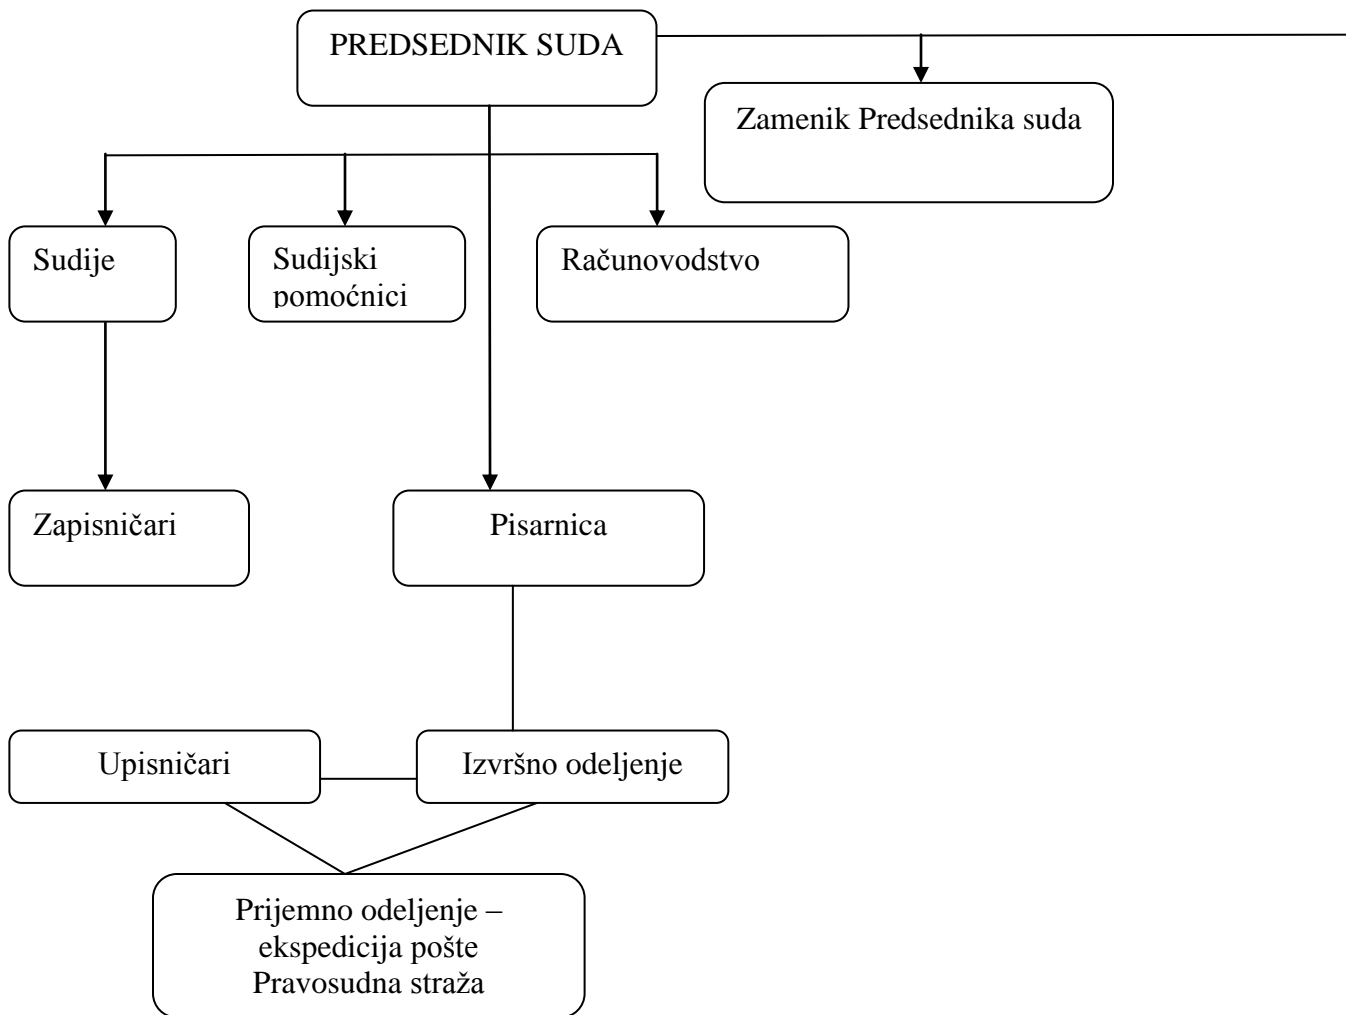 PREDSEDNIK SUDA
Zamenik Predsednika suda
Sudije
Sudijski
pomoćnici
Računovodstvo
Zapisničari
Pisarnica
Upisničari
Izvršno odeljenje
Prijemno odeljenje –
ekspedicija pošte
Pravosudna straža